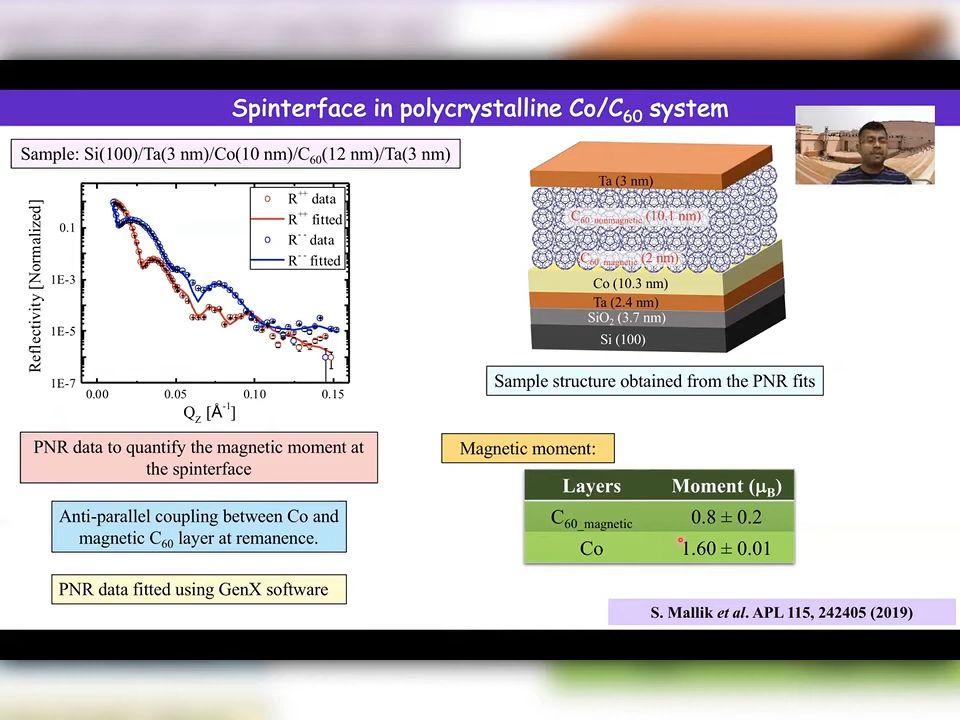 Spinterface in polycrystalline Co/C60 system
Sample: Si(100)/Ta(3 nm)/Co(10 nm)/C60(12 nm)/Ta(3 nm)
Reflectivity [Normalized]
0.1
1E-3
1E-5
1E-7
0.00
0.05
0.10
0.15
QZ [Å-1]
R++ data
R++ fitted
R-- data
R-- fitted
Ta (3 nm)
C60_nonmagnetic (10.1 nm)
C60_magnetic (2 nm)
Co (10.3 nm)
Ta (2.4 nm)
SiO2 (3.7 nm)
Si (100)
Sample structure obtained from the PNR fits
PNR data to quantify the magnetic moment at
the spinterface
Anti-parallel coupling between Co and
magnetic C60 layer at remanence.
PNR data fitted using GenX software
Magnetic moment:
Layers Moment (μB)
C60_magnetic 0.8 ± 0.2
Co 1.60 ± 0.01
S. Mallik et al. APL 115, 242405 (2019)